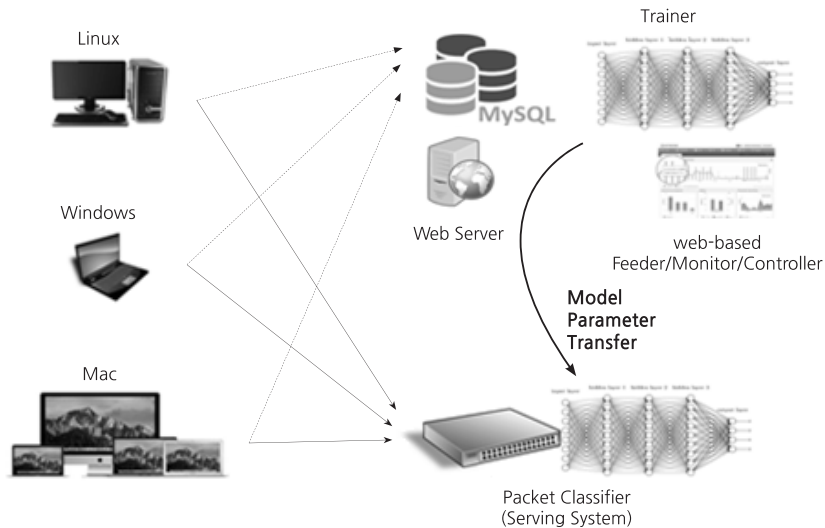 Linux
Trainer
MySQL
Windows
Web Server
web-based
Feeder/Monitor/Controller
Model
Parameter
Transfer
Mac
Packet Classifier
(Serving System)